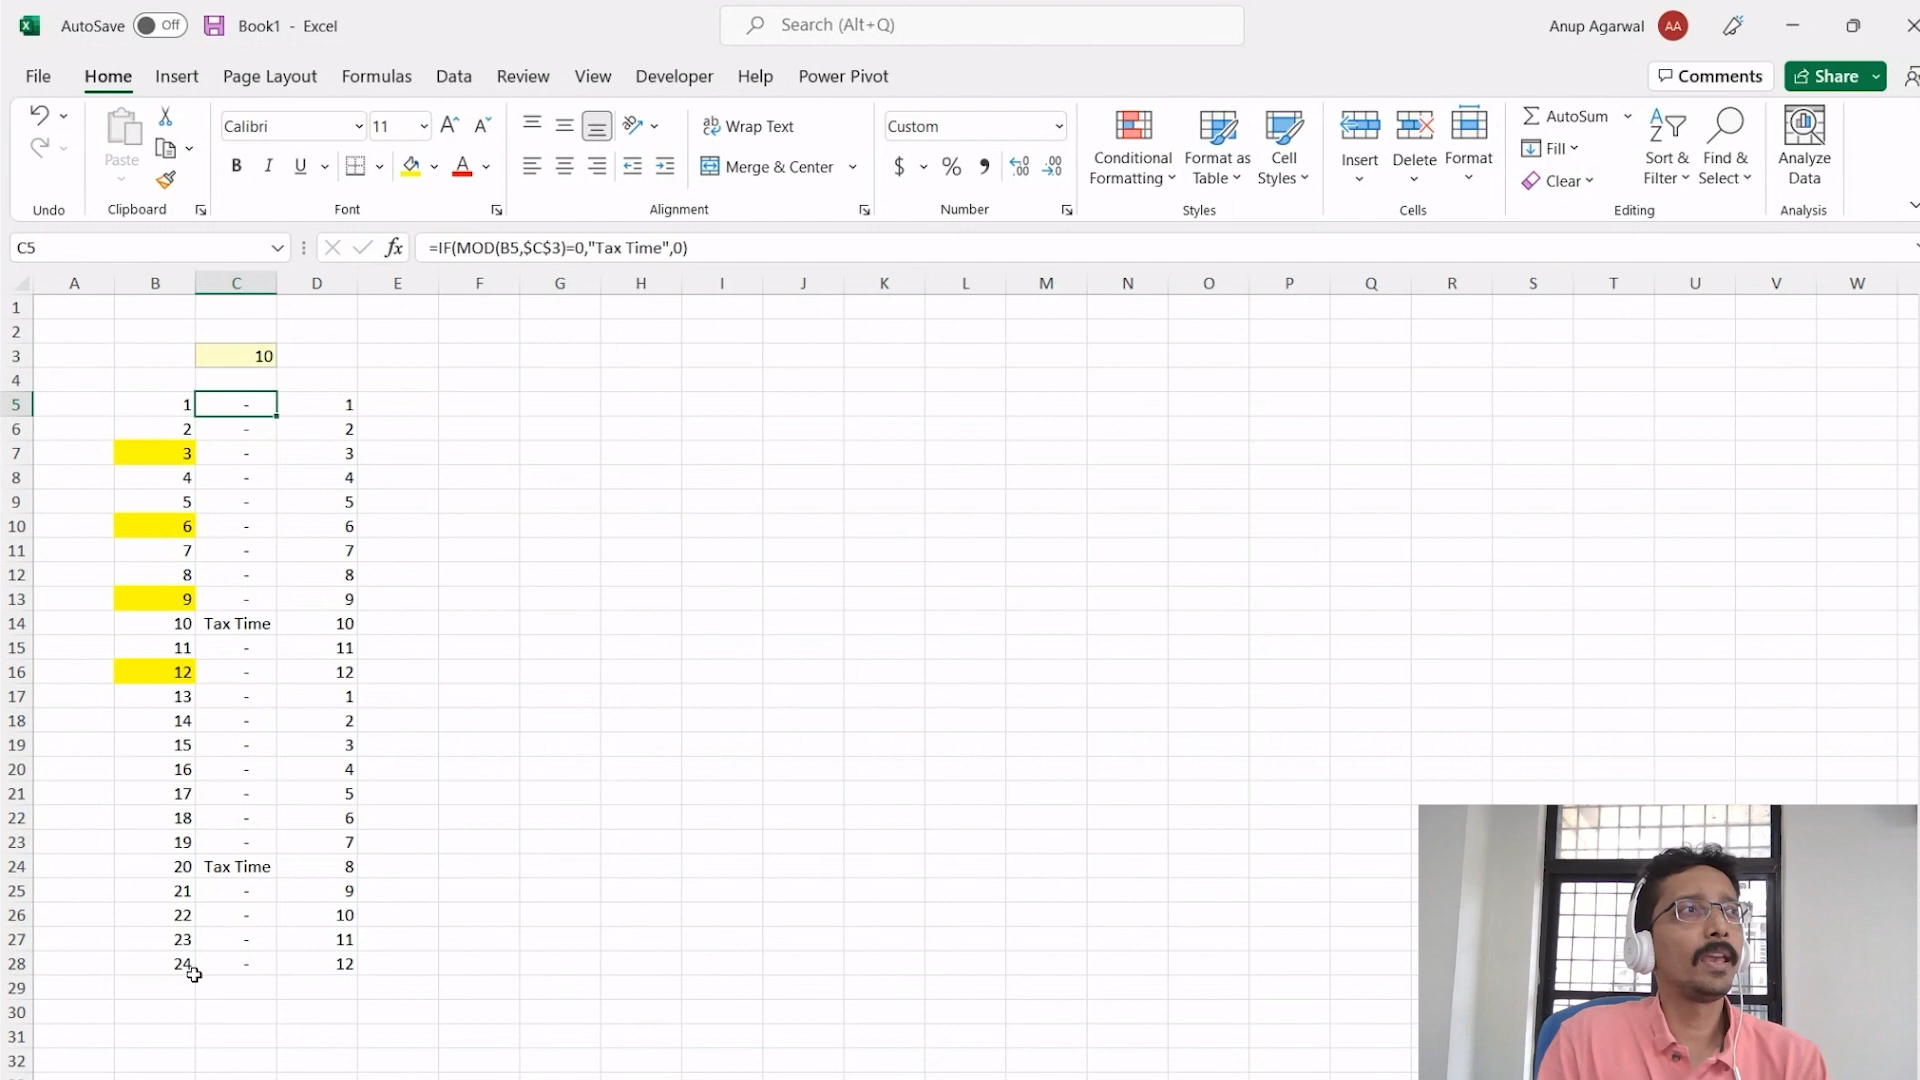 AutoSave Off Book1 - Excel Search (Alt+Q) Anup Agarwal AA
File Home Insert Page Layout Formulas Data Review View Developer Help Power Pivot Comments Share
Paste Calibri 11 Wrap Text Custom Conditional Formatting Format as Table Cell Styles Insert Delete Format AutoSum Sort & Filter Find & Select Analyze Data
B I U A Merge & Center $ % , Fill Clear
Undo Clipboard Font Alignment Number Styles Cells Editing Analysis
C5 fx =IF(MOD(B5,$C$3)=0,"Tax Time",0)
A B C D E F G H I J K L M N O P Q R S T U V W
1
2
3 10
4
5 1 - 1
6 2 - 2
7 3 - 3
8 4 - 4
9 5 - 5
10 6 - 6
11 7 - 7
12 8 - 8
13 9 - 9
14 10 Tax Time 10
15 11 - 11
16 12 - 12
17 13 - 1
18 14 - 2
19 15 - 3
20 16 - 4
21 17 - 5
22 18 - 6
23 19 - 7
24 20 Tax Time 8
25 21 - 9
26 22 - 10
27 23 - 11
28 24 - 12
29
30
31
32